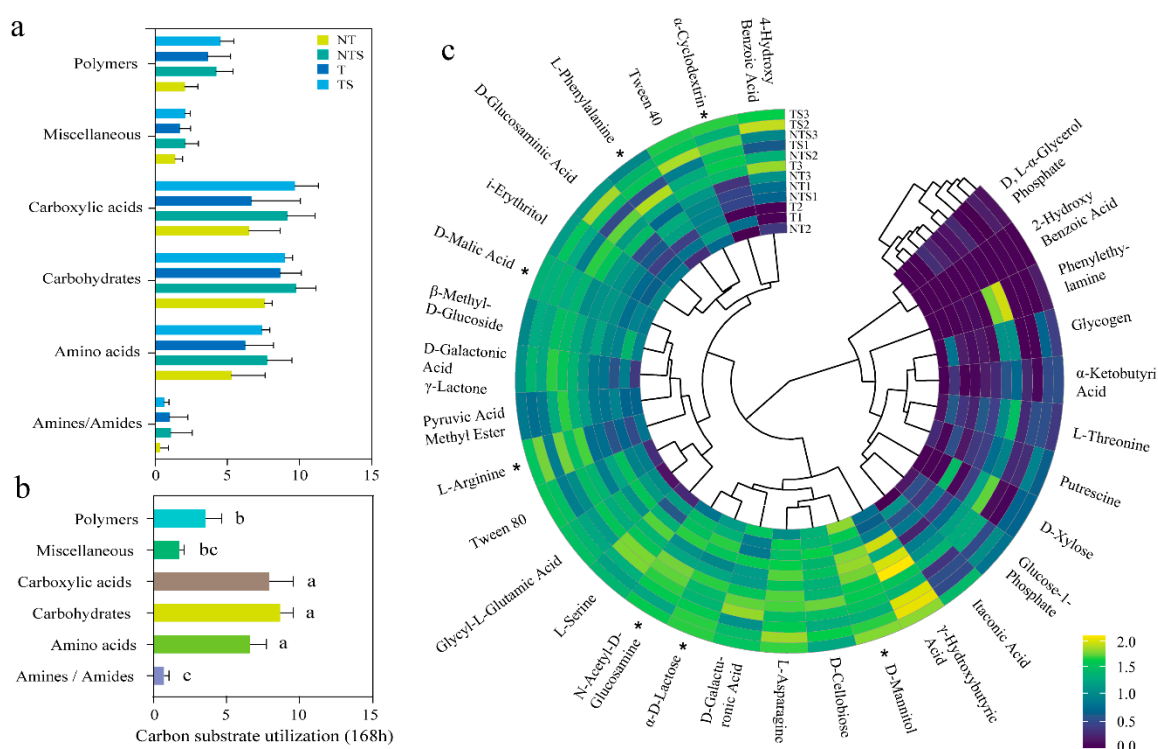 a
Polymers
Miscellaneous
Carboxylic acids
Carbohydrates
Amino acids
Amines/Amides
NT
NTS
T
TS
0
5
10
15
b
Polymers
Miscellaneous
Carboxylic acids
Carbohydrates
Amino acids
Amines / Amides
b
bc
a
a
a
c
0
5
10
15
Carbon substrate utilization (168h)
c
4-Hydroxy
Benzoic Acid
α-Cyclodextrin *
Tween 40
L-Phenylalanine *
D-Glucosaminic Acid
i-Erythritol
D-Malic Acid *
β-Methyl-
D-Glucoside
D-Galactonic
Acid
γ-Lactone
Pyruvic Acid
Methyl Ester
L-Arginine *
Tween 80
Glycyl-L-Glutamic Acid
L-Serine
N-Acetyl-D-
Glucosamine *
α-D-Lactose *
D-Galactu-
ronic Acid
L-Asparagine
D-Cellobiose
* D-Mannitol
γ-Hydroxybutyric
Acid
Itaconic Acid
Glucose-1-
Phosphate
D-Xylose
Putrescine
L-Threonine
α-Ketobutyri
Acid
Glycogen
Phenylethy-
lamine
2-Hydroxy
Benzoic Acid
D, L-α-Glycerol
Phosphate
TS3
TS2
NTS3
TS1
NTS2
T3
NT3
NT1
NTS1
T2
T1
NT2
2.0
1.5
1.0
0.5
0.0